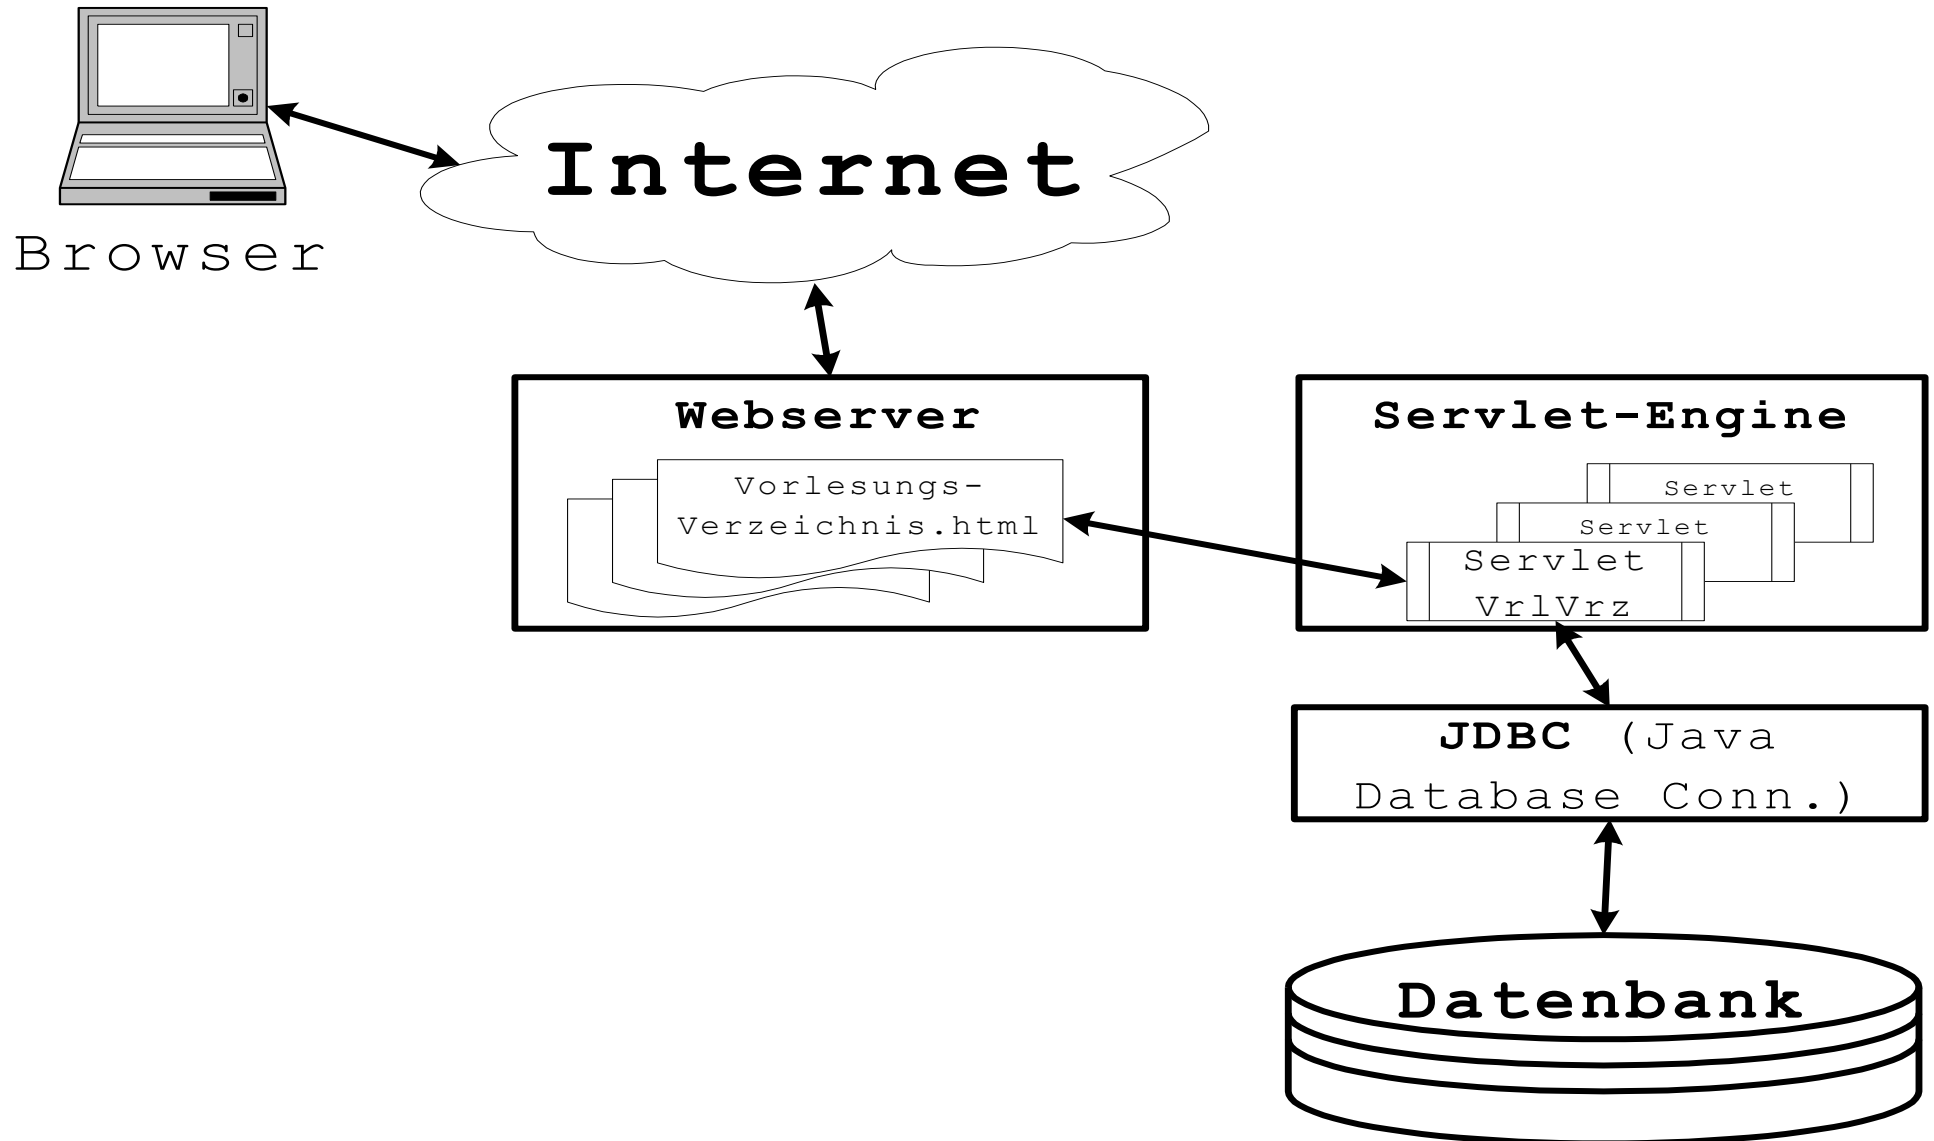 Internet
Browser
Webserver
Vorlesungs-
Verzeichnis.html
Servlet-Engine
Servlet
Servlet
Servlet
VrlVrz
JDBC (Java
Database Conn.)
Datenbank